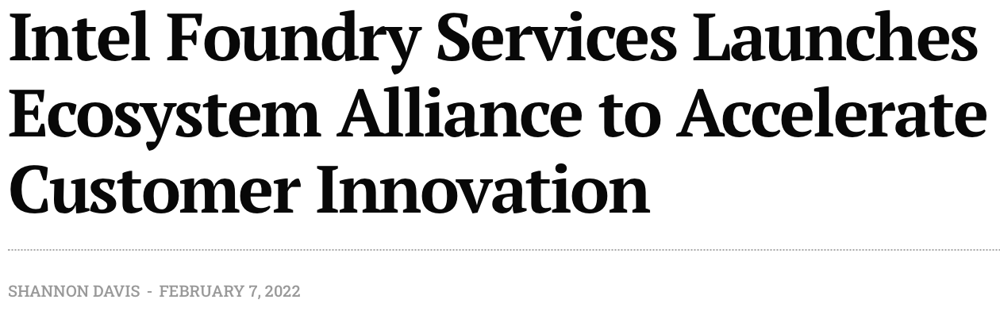 Intel Foundry Services Launches
Ecosystem Alliance to Accelerate
Customer Innovation
SHANNON DAVIS - FEBRUARY 7, 2022